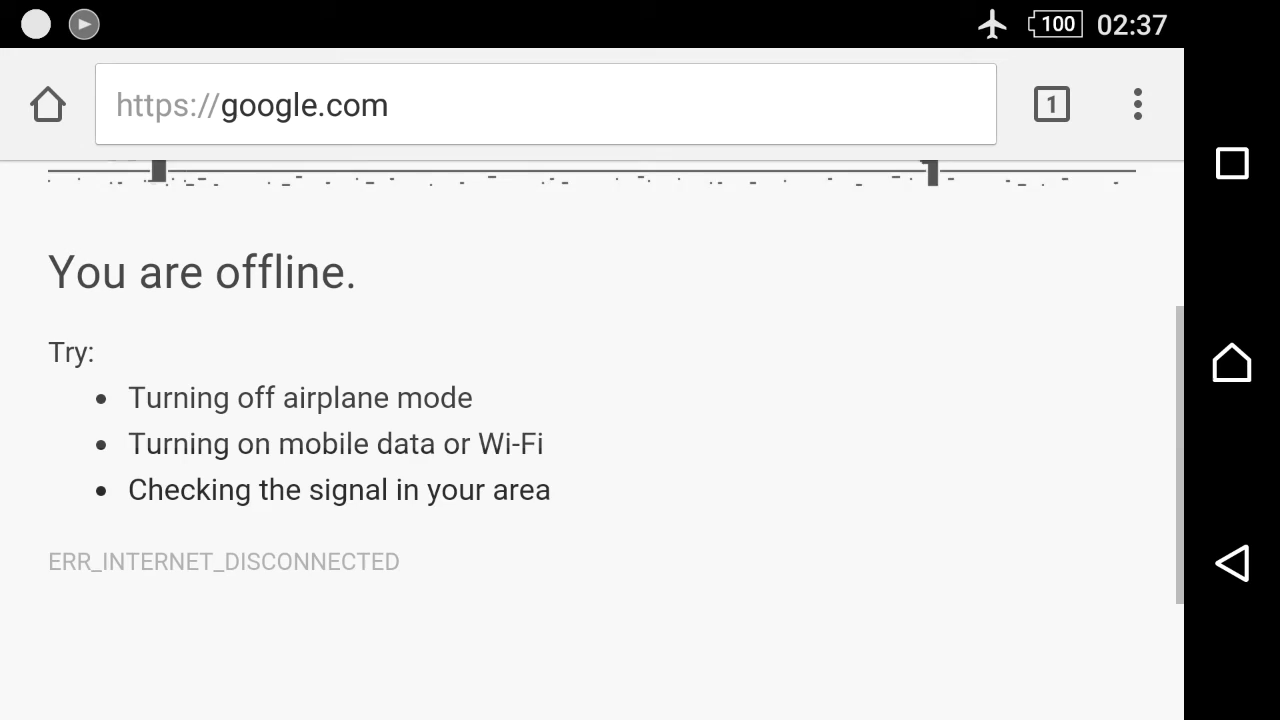 100 02:37
https://google.com
1
You are offline.
Try:
• Turning off airplane mode
• Turning on mobile data or Wi-Fi
• Checking the signal in your area
ERR_INTERNET_DISCONNECTED